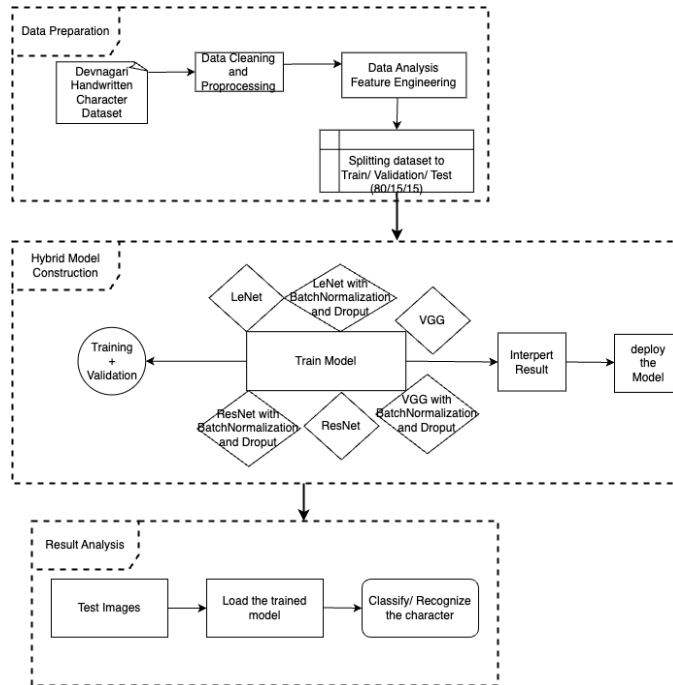 Data Preparation
Devnagari
Handwritten
Character
Dataset
Data Cleaning
and
Proprocessing
Data Analysis
Feature Engineering
Splitting dataset to
Train/ Validation/ Test
(80/15/15)
Hybrid Model
Construction
LeNet
LeNet with
BatchNormalization
and Droput
VGG
Training
+
Validation
Train Model
Interpert
Result
deploy
the
Model
ResNet with
BatchNormalization
and Droput
ResNet
VGG with
BatchNormalization
and Droput
Result Analysis
Test Images
Load the trained
model
Classify/ Recognize
the character